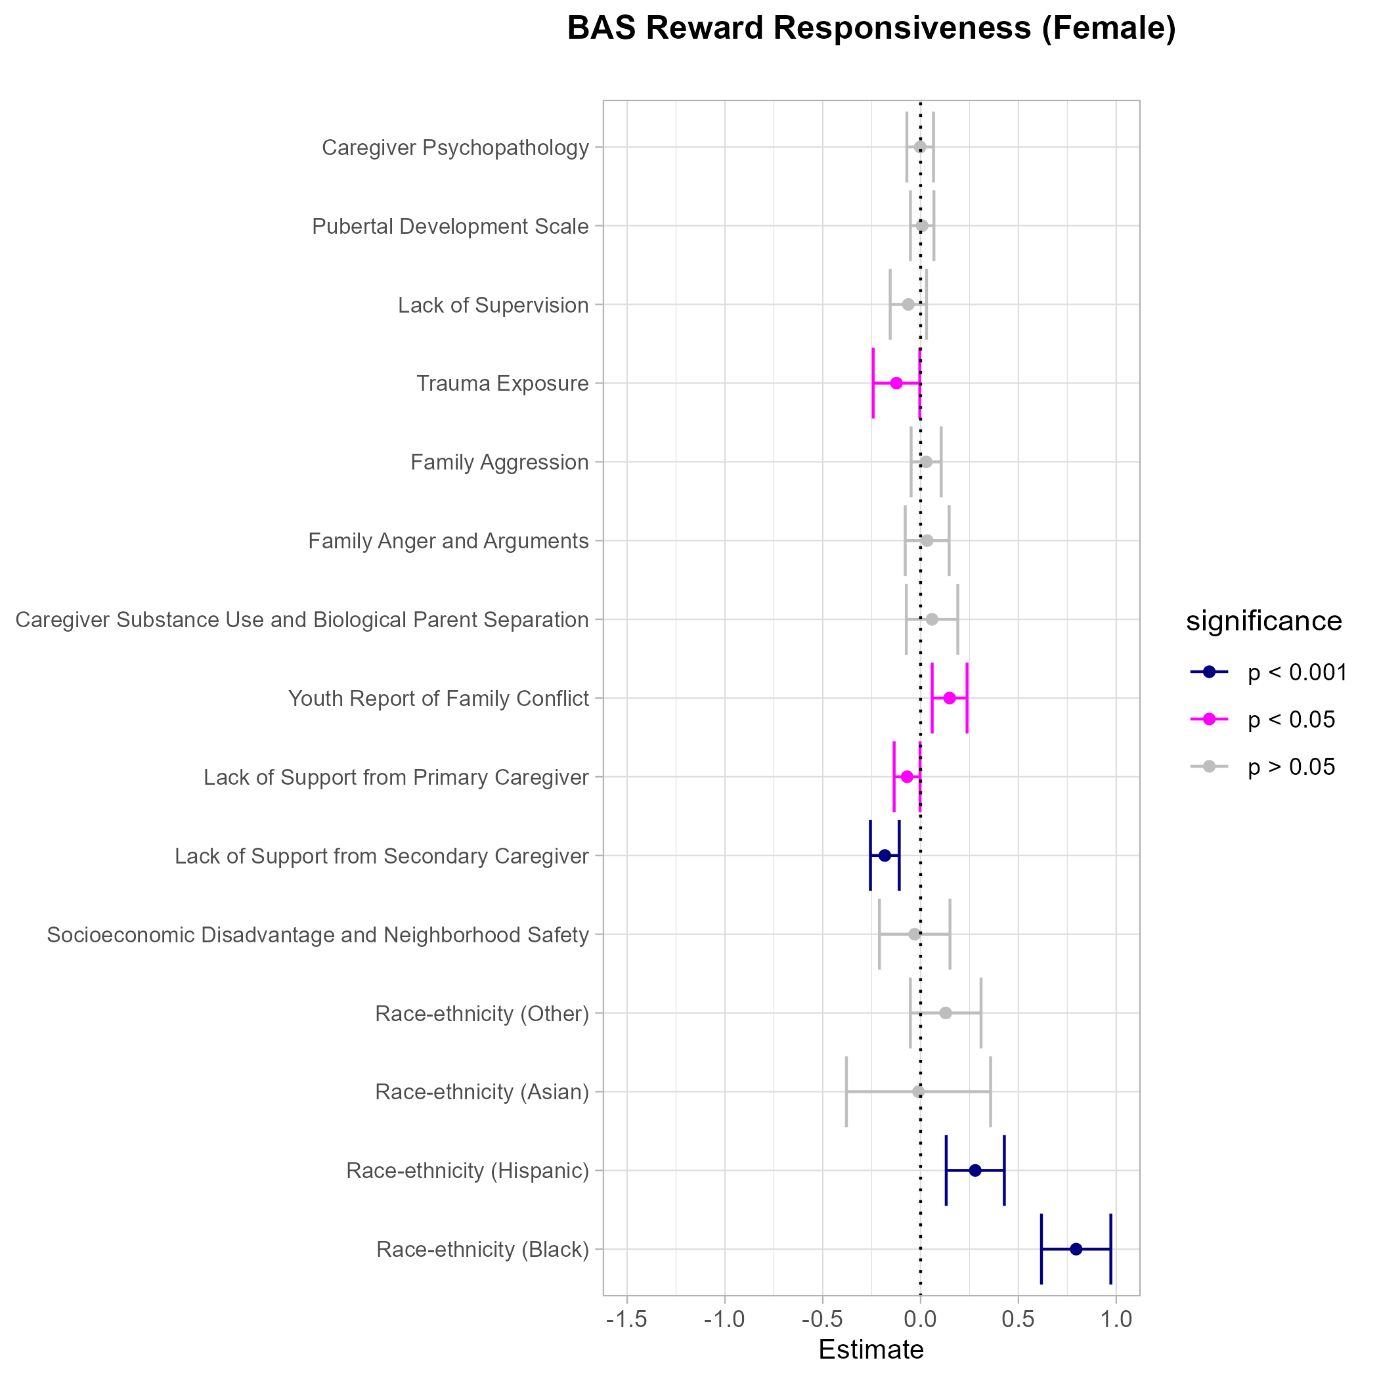 BAS Reward Responsiveness (Female)
Caregiver Psychopathology
Pubertal Development Scale
Lack of Supervision
Trauma Exposure
Family Aggression
Family Anger and Arguments
Caregiver Substance Use and Biological Parent Separation
Youth Report of Family Conflict
Lack of Support from Primary Caregiver
Lack of Support from Secondary Caregiver
Socioeconomic Disadvantage and Neighborhood Safety
Race-ethnicity (Other)
Race-ethnicity (Asian)
Race-ethnicity (Hispanic)
Race-ethnicity (Black)
-1.5 -1.0 -0.5 0.0 0.5 1.0
Estimate
significance
p < 0.001
p < 0.05
p > 0.05